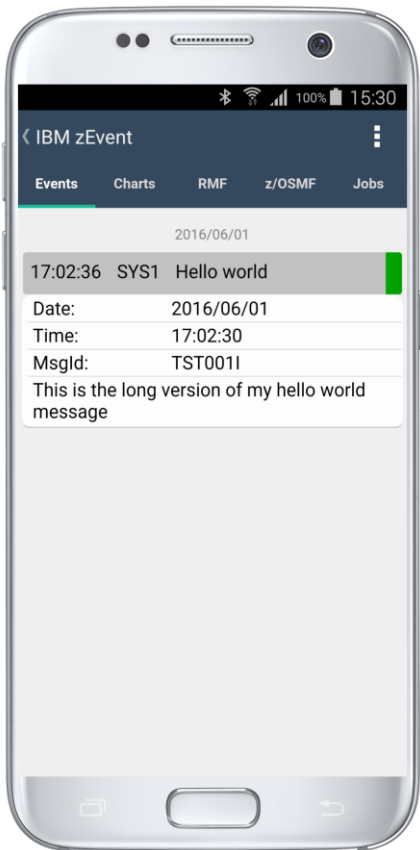 100% 15:30
IBM zEvent
Events Charts RMF z/OSMF Jobs
2016/06/01
17:02:36 SYS1 Hello world
Date: 2016/06/01
Time: 17:02:30
MsgId: TST001I
This is the long version of my hello world
message